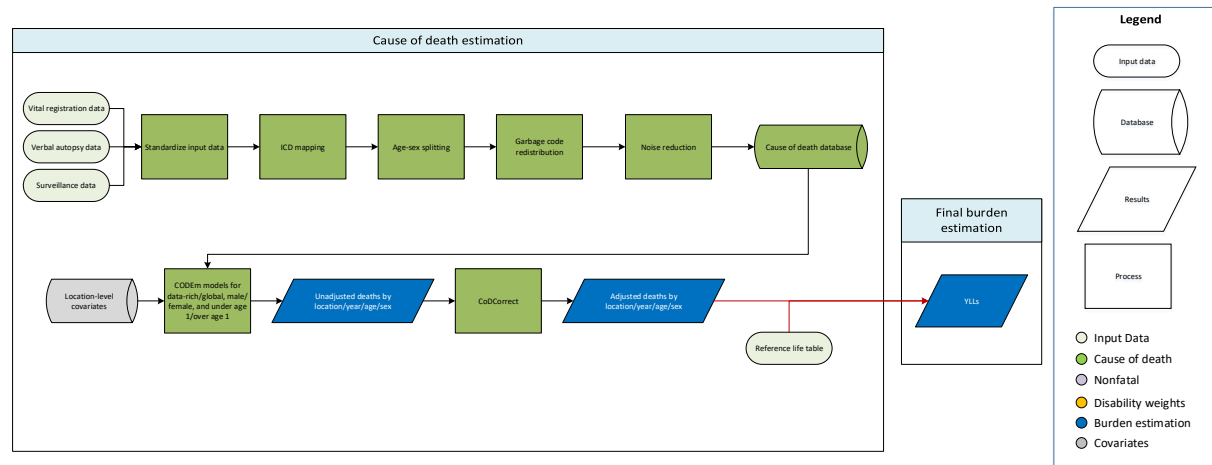 Cause of death estimation
Vital registration data
Verbal autopsy data
Surveillance data
Standardize input data
ICD mapping
Age-sex splitting
Garbage code
redistribution
Noise reduction
Cause of death database
Location-level
covariates
CODEm models for
data-rich/global, male/
female, and under age
1/over age 1
Unadjusted deaths by
location/year/age/sex
CoDCorrect
Adjusted deaths by
location/year/age/sex
Reference life table
Final burden
estimation
YLLs
Legend
Input data
Database
Results
Process
Input Data
Cause of death
Nonfatal
Disability weights
Burden estimation
Covariates